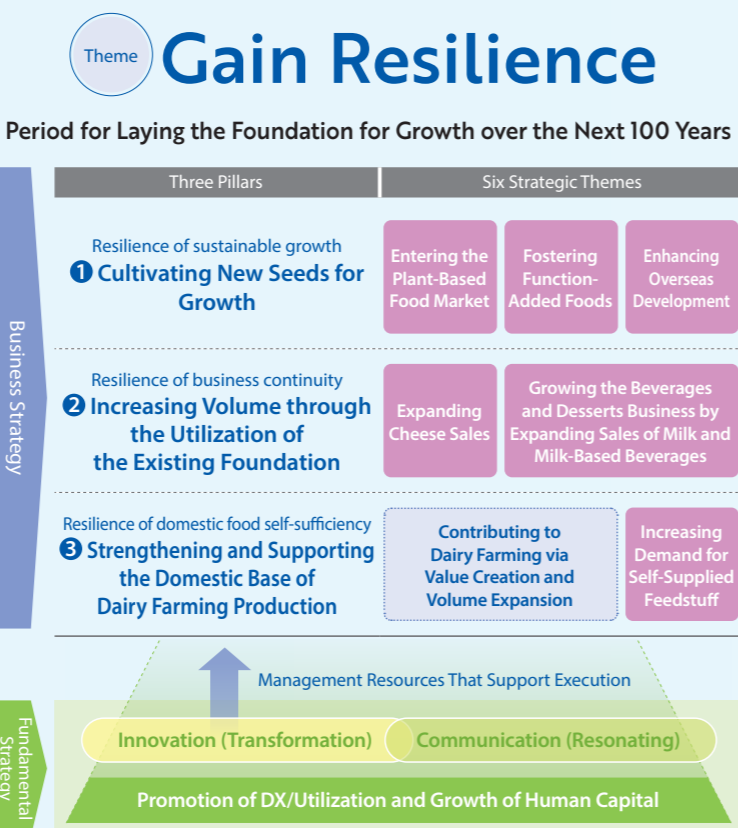 Theme
Gain Resilience
Period for Laying the Foundation for Growth over the Next 100 Years
Three Pillars
Six Strategic Themes
Business Strategy
Resilience of sustainable growth
1 Cultivating New Seeds for
Growth
Entering the
Plant-Based
Food Market
Fostering
Function-
Added Foods
Enhancing
Overseas
Development
Resilience of business continuity
2 Increasing Volume through
the Utilization of
the Existing Foundation
Expanding
Cheese Sales
Growing the Beverages
and Desserts Business by
Expanding Sales of Milk and
Milk-Based Beverages
Resilience of domestic food self-sufficiency
3 Strengthening and Supporting
the Domestic Base of
Dairy Farming Production
Contributing to
Dairy Farming via
Value Creation and
Volume Expansion
Increasing
Demand for
Self-Supplied
Feedstuff
Management Resources That Support Execution
Fundamental
Strategy
Innovation (Transformation)
Communication (Resonating)
Promotion of DX/Utilization and Growth of Human Capital